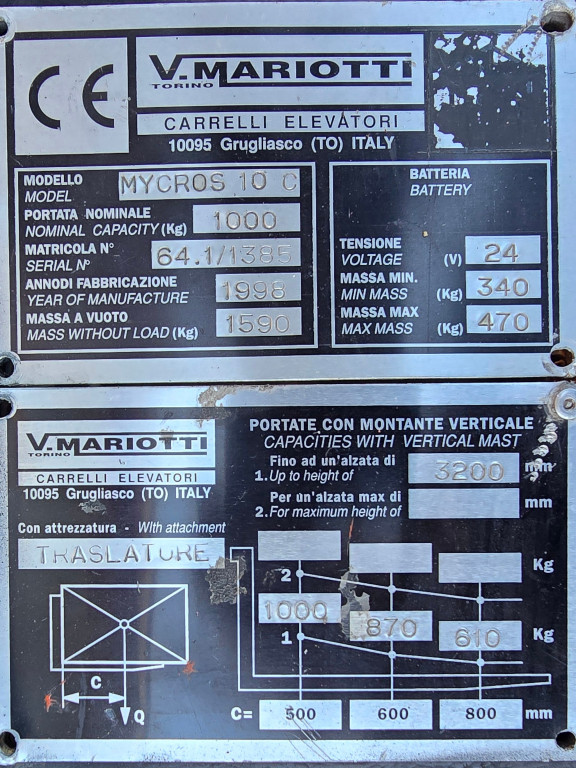 CE
V.MARIOTTI
TORINO
CARRELLI ELEVATORI
10095 Grugliasco (TO) ITALY
MODELLO
MODEL
MYCROS 10 C
PORTATA NOMINALE
NOMINAL CAPACITY (Kg)
1000
MATRICOLA N°
SERIAL N°
64.1/1385
ANNODI FABBRICAZIONE
YEAR OF MANUFACTURE
1998
MASSA A VUOTO
MASS WITHOUT LOAD (Kg)
1590
BATTERIA
BATTERY
TENSIONE
VOLTAGE (V)
24
MASSA MIN.
MIN MASS (Kg)
340
MASSA MAX
MAX MASS (Kg)
470
V.MARIOTTI
TORINO
CARRELLI ELEVATORI
10095 Grugliasco (TO) ITALY
Con attrezzatura - With attachment
TRASLATORE
C
Q
PORTATE CON MONTANTE VERTICALE
CAPACITIES WITH VERTICAL MAST
Fino ad un'alzata di
1. Up to height of
3200 mm
Per un'alzata max di
2. For maximum height of
mm
Kg
2
1000 870 610 Kg
1
C= 500 600 800 mm